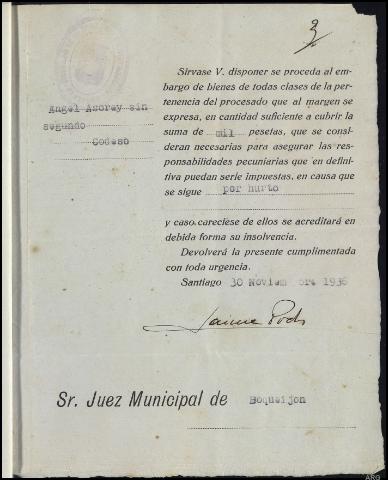 3
Sírvase V. disponer se proceda al em-
bargo de bienes de todas clases de la per-
tenencia del procesado que al margen se
expresa, en cantidad suficiente a cubrir la
suma de mil pesetas, que se consi-
deran necesarias para asegurar las res-
ponsabilidades pecuniarias que en defini-
tiva puedan serle impuestas, en causa que
se sigue por hurto
Angel Asorey sin
segundo
Codeso
y caso careciese de ellos se acreditará en
debida forma su insolvencia.
Devolverá la presente cumplimentada
con toda urgencia.
Santiago 30 Noviembre 1936
Jaime
Sr. Juez Municipal de Boqueijon
ARG